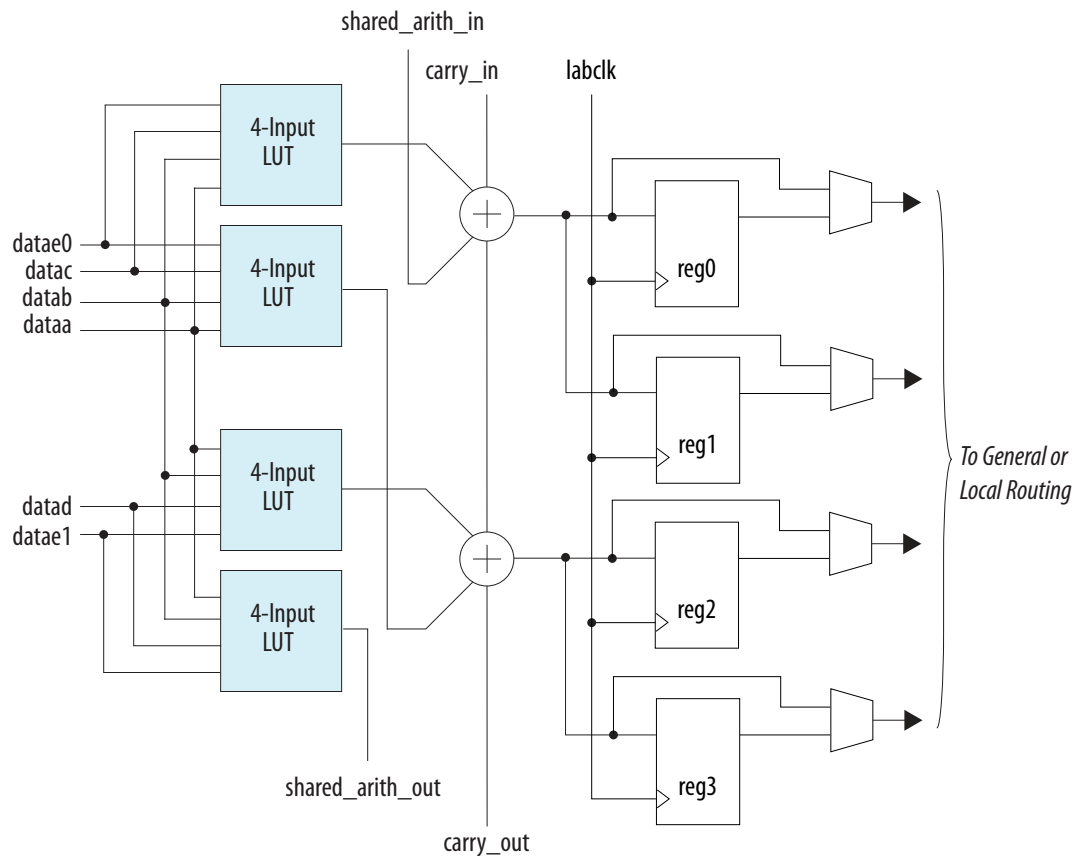 shared_arith_in
carry_in
labclk
4-Input
LUT
datae0
datac
datab
dataa
4-Input
LUT
reg0
reg1
4-Input
LUT
datad
datae1
To General or
Local Routing
4-Input
LUT
reg2
reg3
shared_arith_out
carry_out